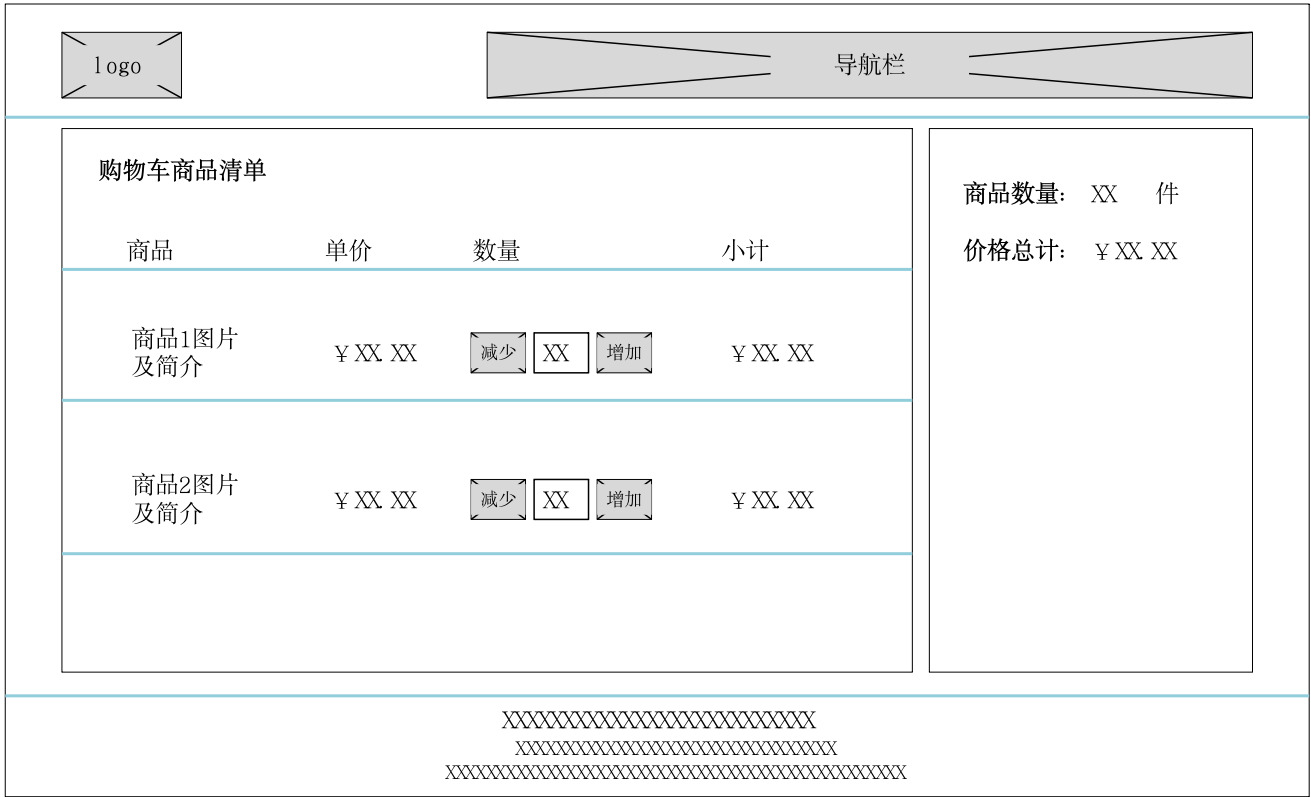 logo
导航栏
购物车商品清单
商品 单价 数量 小计
商品1图片
及简介
￥XX.XX 减少 XX 增加 ￥XX.XX
商品2图片
及简介
￥XX.XX 减少 XX 增加 ￥XX.XX
商品数量: XX 件
价格总计: ￥XX.XX
XXXXXXXXXXXXXXXXXXXXXXXXXX
XXXXXXXXXXXXXXXXXXXXXXXXXXXXXX
XXXXXXXXXXXXXXXXXXXXXXXXXXXXXXXXXXXXXXXXXXX